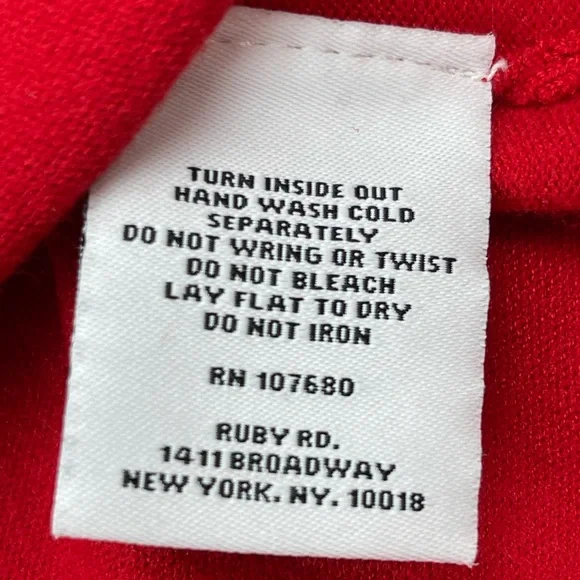 TURN INSIDE OUT
HAND WASH COLD
SEPARATELY
DO NOT WRING OR TWIST
DO NOT BLEACH
LAY FLAT TO DRY
DO NOT IRON
RN 107680
RUBY RD.
1411 BROADWAY
NEW YORK, NY. 10018